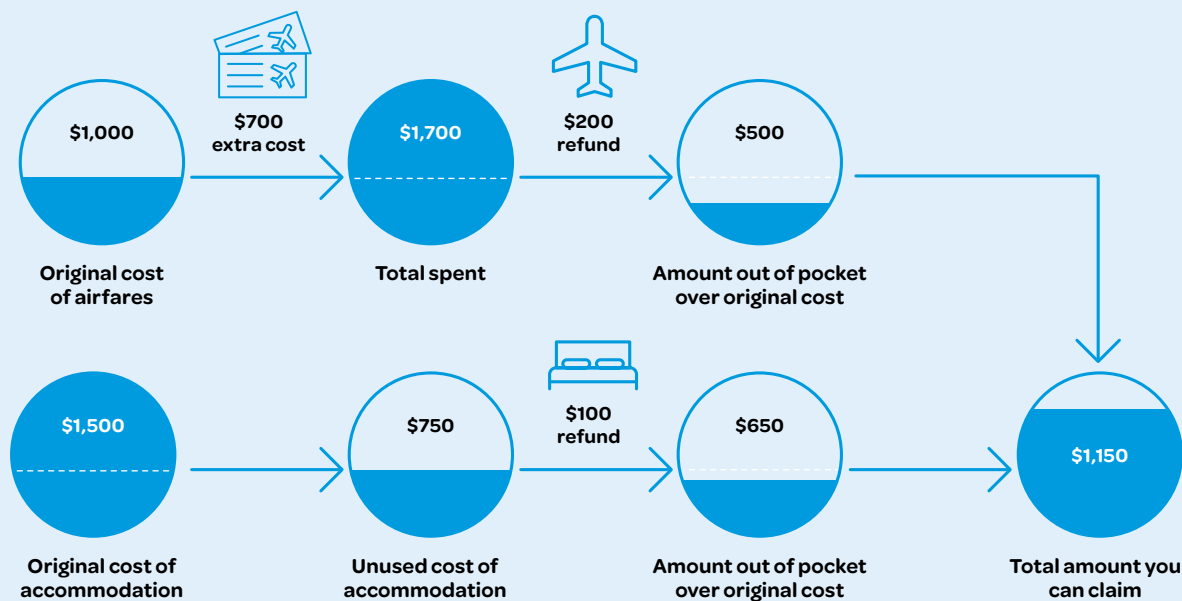 $1,000
$700
extra cost
$1,700
$200
refund
$500
Original cost
of airfares
Total spent
Amount out of pocket
over original cost
$1,500
$750
$100
refund
$650
$1,150
Original cost of
accommodation
Unused cost of
accommodation
Amount out of pocket
over original cost
Total amount you
can claim